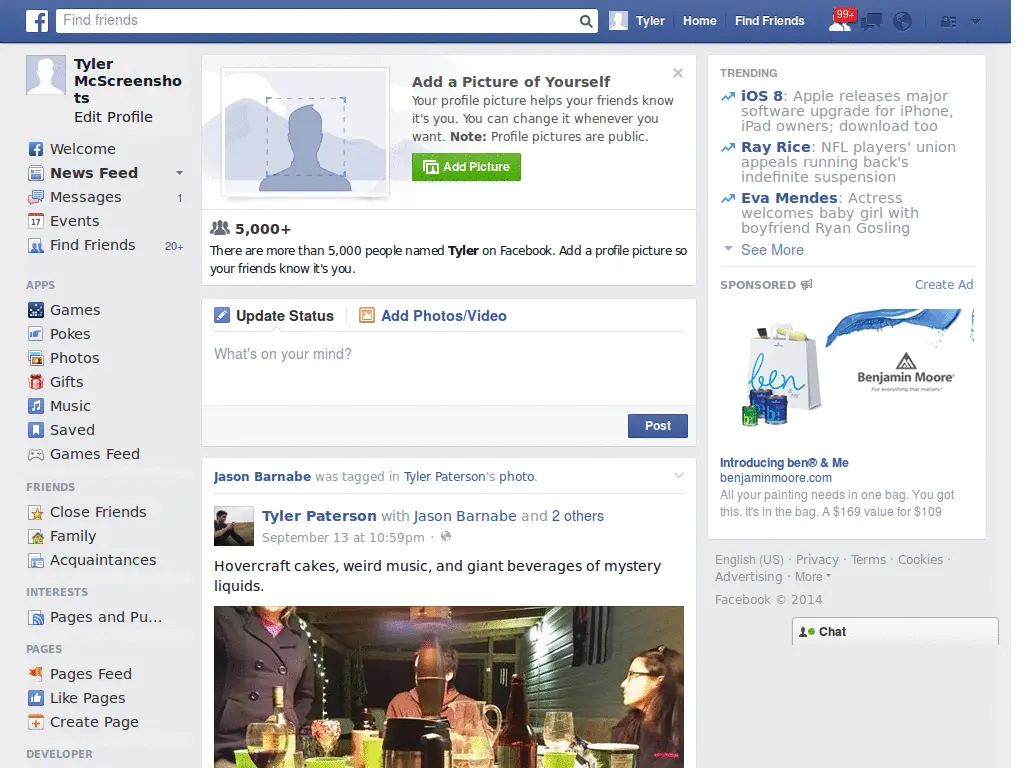 Find friends
Tyler
Home
Find Friends
99+
Tyler
McScreensho
ts
Edit Profile
Welcome
News Feed
Messages 1
17 Events
Find Friends 20+
APPS
Games
Pokes
Photos
Gifts
Music
Saved
Games Feed
FRIENDS
Close Friends
Family
Acquaintances
INTERESTS
Pages and Pu...
PAGES
Pages Feed
Like Pages
Create Page
DEVELOPER
Add a Picture of Yourself
Your profile picture helps your friends know
it's you. You can change it whenever you
want. Note: Profile pictures are public.
Add Picture
5,000+
There are more than 5,000 people named Tyler on Facebook. Add a profile picture so
your friends know it's you.
Update Status
Add Photos/Video
What's on your mind?
Post
Jason Barnabe was tagged in Tyler Paterson's photo.
Tyler Paterson with Jason Barnabe and 2 others
September 13 at 10:59pm ·
Hovercraft cakes, weird music, and giant beverages of mystery
liquids.
TRENDING
iOS 8: Apple releases major
software upgrade for iPhone,
iPad owners; download too
Ray Rice: NFL players' union
appeals running back's
indefinite suspension
Eva Mendes: Actress
welcomes baby girl with
boyfriend Ryan Gosling
See More
SPONSORED
Create Ad
ben
Benjamin Moore®
For everything that matters.®
Introducing ben® & Me
benjaminmoore.com
All your painting needs in one bag. You got
this. It's in the bag. A $169 value for $109
English (US) · Privacy · Terms · Cookies ·
Advertising · More
Facebook © 2014
Chat